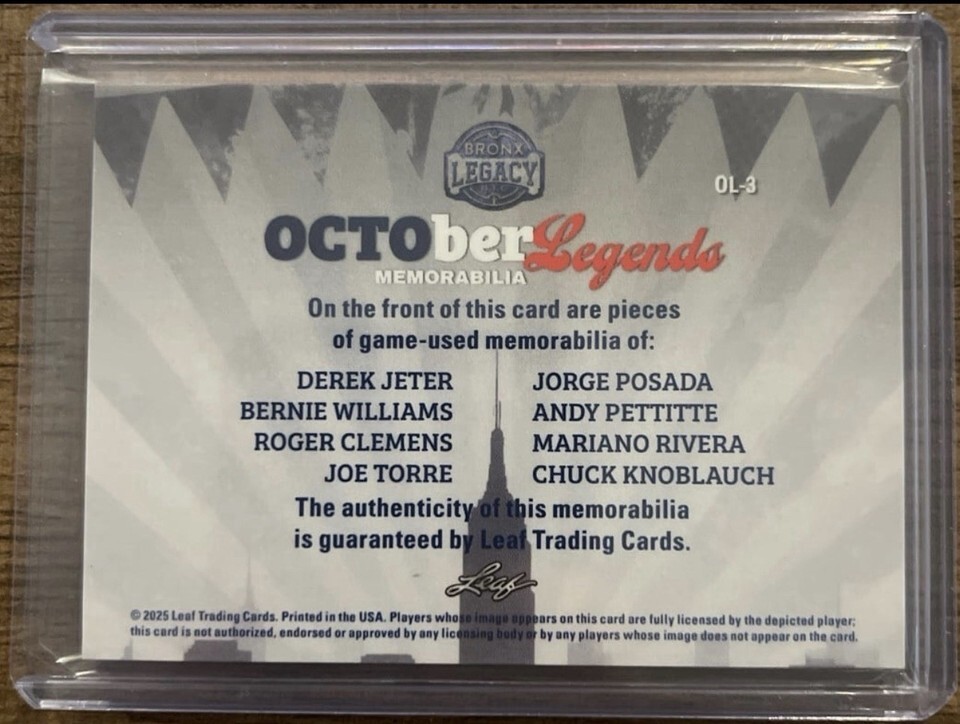 BRONX
LEGACY
NYC
OL-3
OCTOber Legends
MEMORABILIA
On the front of this card are pieces
of game-used memorabilia of:
DEREK JETER JORGE POSADA
BERNIE WILLIAMS ANDY PETTITTE
ROGER CLEMENS MARIANO RIVERA
JOE TORRE CHUCK KNOBLAUCH
The authenticity of this memorabilia
is guaranteed by Leaf Trading Cards.
Leaf
© 2025 Leaf Trading Cards. Printed in the USA. Players whose image appears on this card are fully licensed by the depicted player;
this card is not authorized, endorsed or approved by any licensing body or by any players whose image does not appear on the card.